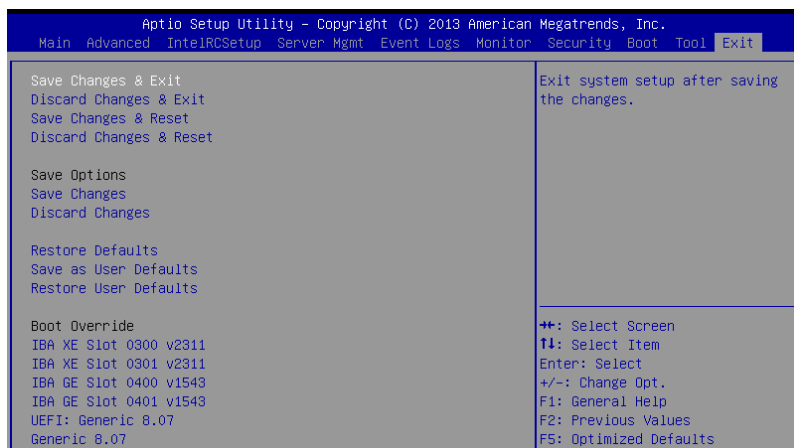 Aptio Setup Utility – Copyright (C) 2013 American Megatrends, Inc.
Main Advanced IntelRCSetup Server Mgmt Event Logs Monitor Security Boot Tool Exit
Save Changes & Exit
Discard Changes & Exit
Save Changes & Reset
Discard Changes & Reset
Save Options
Save Changes
Discard Changes
Restore Defaults
Save as User Defaults
Restore User Defaults
Boot Override
IBA XE Slot 0300 v2311
IBA XE Slot 0301 v2311
IBA GE Slot 0400 v1543
IBA GE Slot 0401 v1543
UEFI: Generic 8.07
Generic 8.07
Exit system setup after saving
the changes.
→←: Select Screen
↑↓: Select Item
Enter: Select
+/-: Change Opt.
F1: General Help
F2: Previous Values
F5: Optimized Defaults